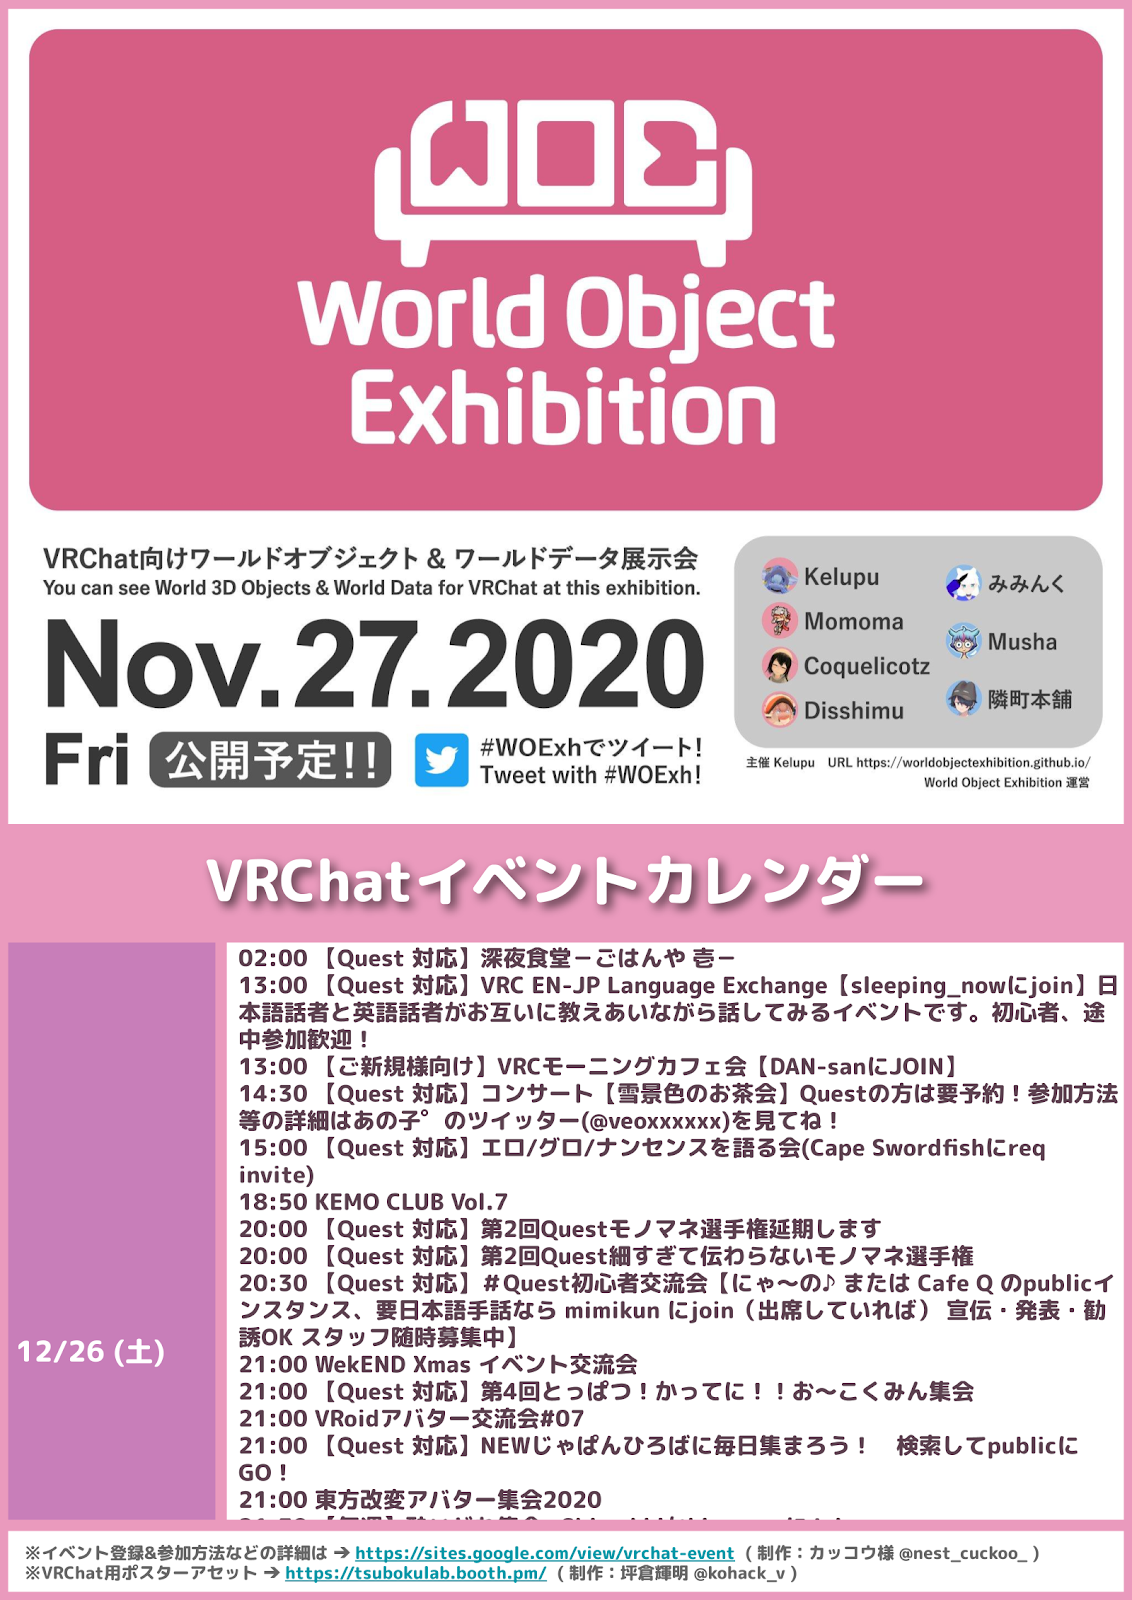 WOE
World Object
Exhibition
VRChat向けワールドオブジェクト & ワールドデータ展示会
You can see World 3D Objects & World Data for VRChat at this exhibition.
Nov.27.2020
Fri 公開予定!!
#WOExhでツイート!
Tweet with #WOExh!
Kelupu
Momoma
Coquelicotz
Disshimu
みみんく
Musha
隣町本舗
主催 Kelupu URL https://worldobjectexhibition.github.io/
World Object Exhibition 運営
VRChatイベントカレンダー
12/26 (土)
02:00 【Quest 対応】深夜食堂－ごはんや 壱－
13:00 【Quest 対応】VRC EN-JP Language Exchange【sleeping_nowにjoin】日
本語話者と英語話者がお互いに教えあいながら話してみるイベントです。初心者、途
中参加歓迎！
13:00 【ご新規様向け】VRCモーニングカフェ会【DAN-sanにJOIN】
14:30 【Quest 対応】コンサート【雪景色のお茶会】Questの方は要予約！参加方法
等の詳細はあの子゜のツイッター(@veoxxxxxx)を見てね！
15:00 【Quest 対応】エロ/グロ/ナンセンスを語る会(Cape Swordfishにreq
invite)
18:50 KEMO CLUB Vol.7
20:00 【Quest 対応】第2回Questモノマネ選手権延期します
20:00 【Quest 対応】第2回Quest細すぎて伝わらないモノマネ選手権
20:30 【Quest 対応】＃Quest初心者交流会【にゃ〜の♪ または Cafe Q のpublicイ
ンスタンス、要日本語手話なら mimikun にjoin（出席していれば） 宣伝・発表・勧
誘OK スタッフ随時募集中】
21:00 WekEND Xmas イベント交流会
21:00 【Quest 対応】第4回とっぱつ！かってに！！お〜こくみん集会
21:00 VRoidアバター交流会#07
21:00 【Quest 対応】NEWじゃぱんひろばに毎日集まろう！　検索してpublicに
GO！
21:00 東方改変アバター集会2020
※イベント登録&参加方法などの詳細は ➔ https://sites.google.com/view/vrchat-event ( 制作：カッコウ様 @nest_cuckoo_ )
※VRChat用ポスターアセット ➔ https://tsubokulab.booth.pm/ ( 制作：坪倉輝明 @kohack_v )